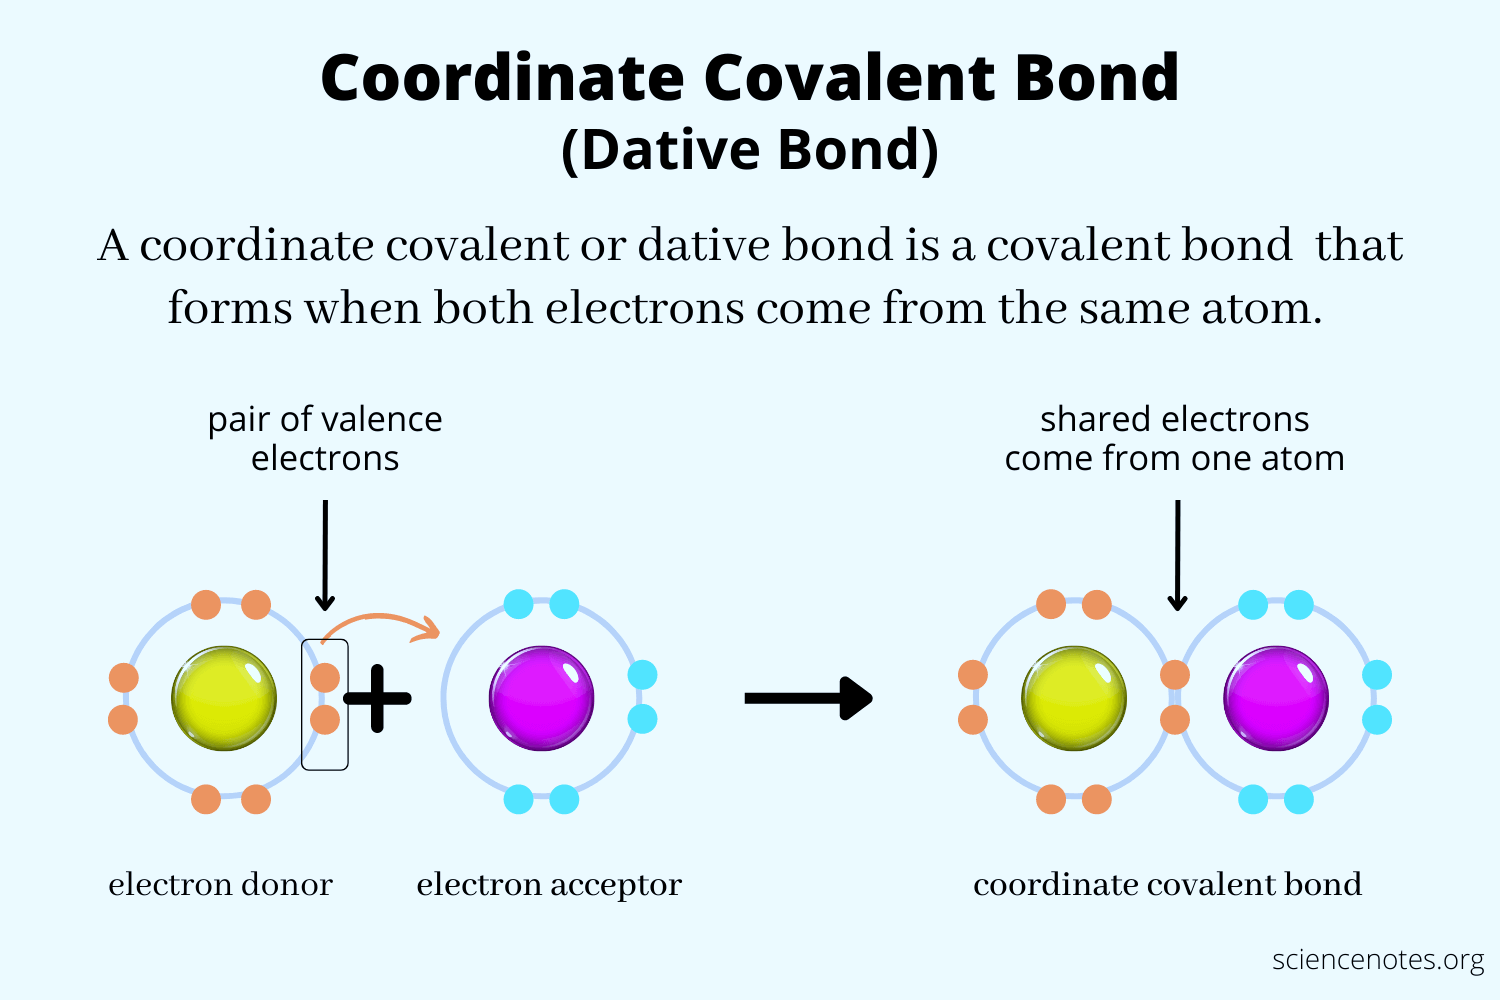 Coordinate Covalent Bond
(Dative Bond)
A coordinate covalent or dative bond is a covalent bond  that
forms when both electrons come from the same atom.
pair of valence
electrons
shared electrons
come from one atom
electron donor
electron acceptor
coordinate covalent bond
sciencenotes.org